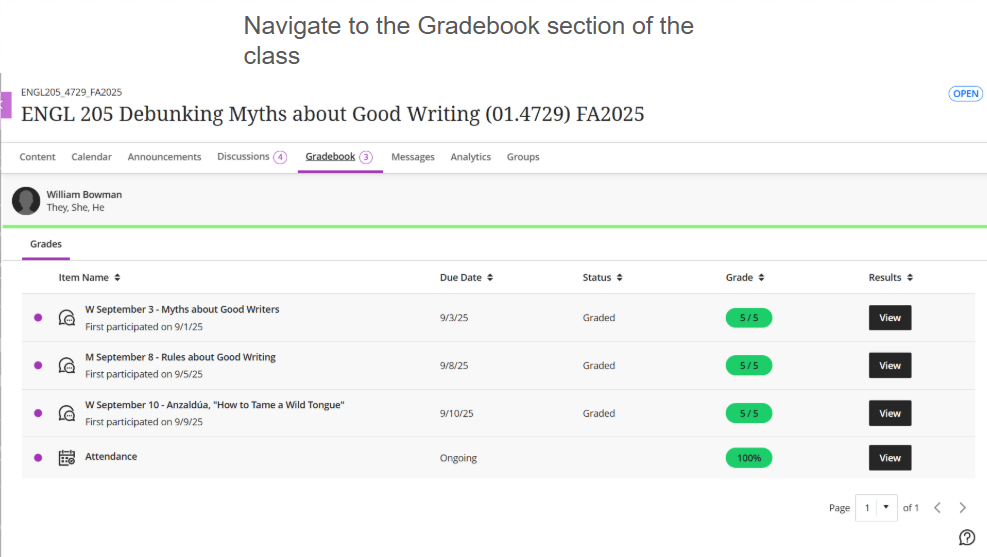 Navigate to the Gradebook section of the
class
ENGL205_4729_FA2025
ENGL 205 Debunking Myths about Good Writing (01.4729) FA2025
OPEN
Content Calendar Announcements Discussions 4 Gradebook 3 Messages Analytics Groups
William Bowman
They, She, He
Grades
Item Name Due Date Status Grade Results
W September 3 - Myths about Good Writers
First participated on 9/1/25
9/3/25 Graded 5 / 5 View
M September 8 - Rules about Good Writing
First participated on 9/5/25
9/8/25 Graded 5 / 5 View
W September 10 - Anzaldúa, "How to Tame a Wild Tongue"
First participated on 9/9/25
9/10/25 Graded 5 / 5 View
Attendance Ongoing 100% View
Page 1 of 1